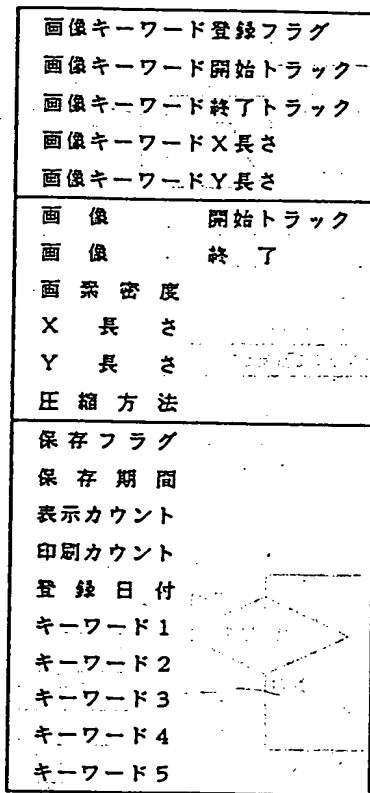 画像キーワード登録フラグ
画像キーワード開始トラック
画像キーワード終了トラック
画像キーワードX長さ
画像キーワードY長さ
画像 開始トラック
画像 終了
画素密度
X長さ
Y長さ
圧縮方法
保存フラグ
保存期間
表示カウント
印刷カウント
登録日付
キーワード1
キーワード2
キーワード3
キーワード4
キーワード5